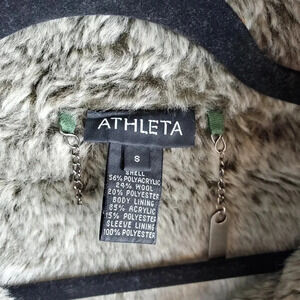 ATHLETA
S
SHELL
56% POLYACRYLIC
24% WOOL
20% POLYESTER
BODY LINING
85% ACRYLIC
15% POLYESTER
SLEEVE LINING
100% POLYESTER